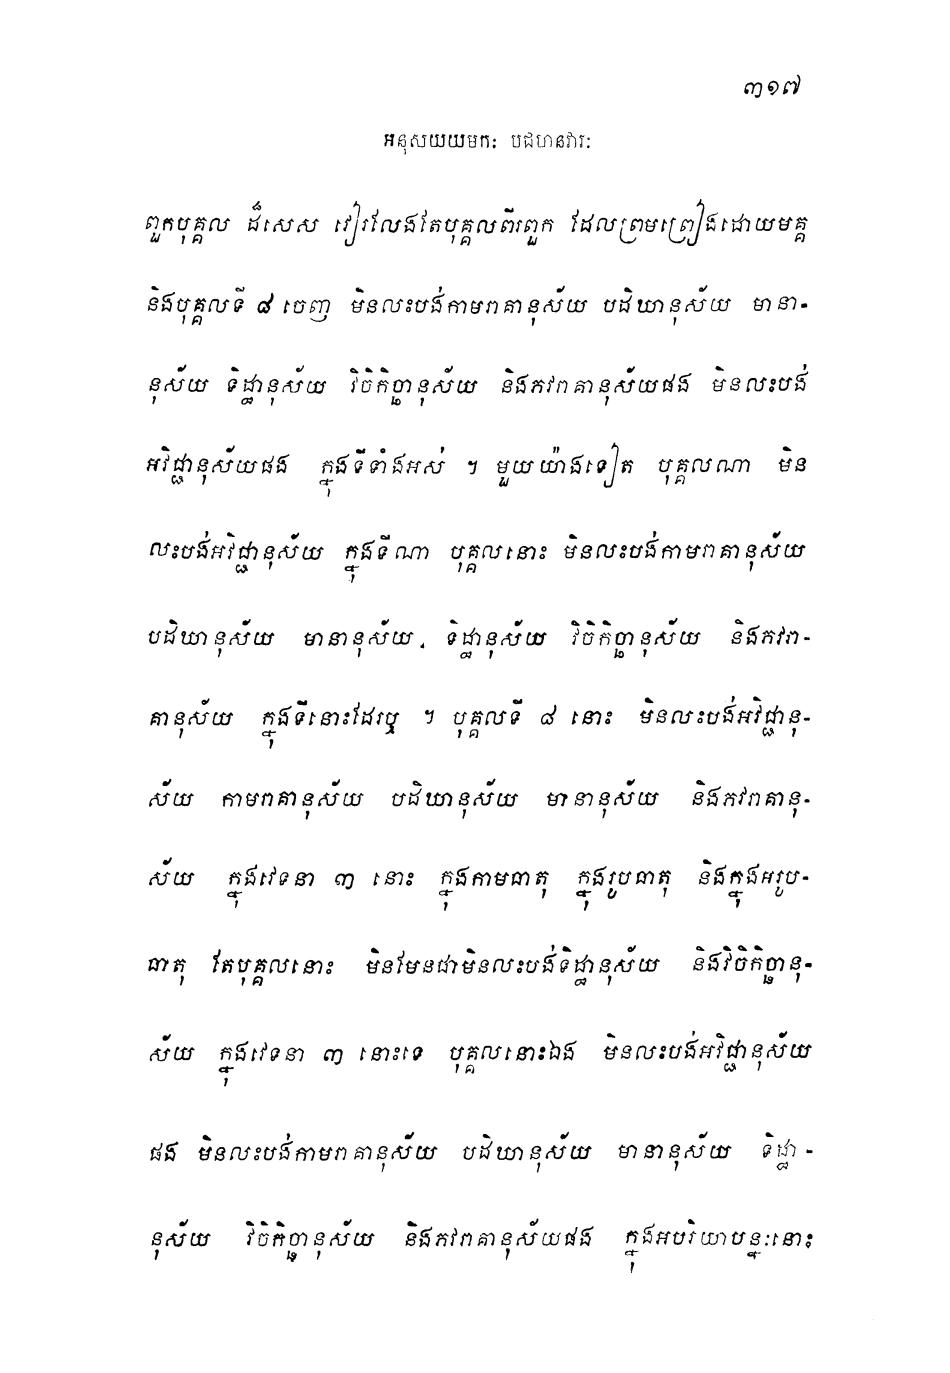 ៣១៧
អនុសយយមកៈ បជហនវារៈ
ពួកបុគ្គល ដ៏សេស វៀរលែងតែបុគ្គលពីរពួក ដែលព្រមព្រៀងដោយមគ្គ
និងបុគ្គលទី ៨ ចេញ មិនលះបង់កាមរាគានុស័យ បដិឃានុស័យ មានា-
នុស័យ ទិដ្ឋានុស័យ វិចិកិច្ឆានុស័យ និងភវរាគានុស័យផង មិនលះបង់
អវិជ្ជានុស័យផង ក្នុងទីទាំងអស់ ។ មួយយ៉ាងទៀត បុគ្គលណា មិន
លះបង់អវិជ្ជានុស័យ ក្នុងទីណា បុគ្គលនោះ មិនលះបង់កាមរាគានុស័យ
បដិឃានុស័យ មានានុស័យ ទិដ្ឋានុស័យ វិចិកិច្ឆានុស័យ និងភវរា-
គានុស័យ ក្នុងទីនោះដែរឬ ។ បុគ្គលទី ៨ នោះ មិនលះបង់អវិជ្ជានុ-
ស័យ កាមរាគានុស័យ បដិឃានុស័យ មានានុស័យ និងភវរាគានុ-
ស័យ ក្នុងវេទនា ៣ នោះ ក្នុងកាមធាតុ ក្នុងរូបធាតុ និងក្នុងអរូប-
ធាតុ តែបុគ្គលនោះ មិនមែនជាមិនលះបង់ទិដ្ឋានុស័យ និងវិចិកិច្ឆានុ-
ស័យ ក្នុងវេទនា ៣ នោះទេ បុគ្គលនោះឯង មិនលះបង់អវិជ្ជានុស័យ
ផង មិនលះបង់កាមរាគានុស័យ បដិឃានុស័យ មានានុស័យ ទិដ្ឋា-
នុស័យ វិចិកិច្ឆានុស័យ និងភវរាគានុស័យផង ក្នុងអបរិយាបន្នៈនោះ